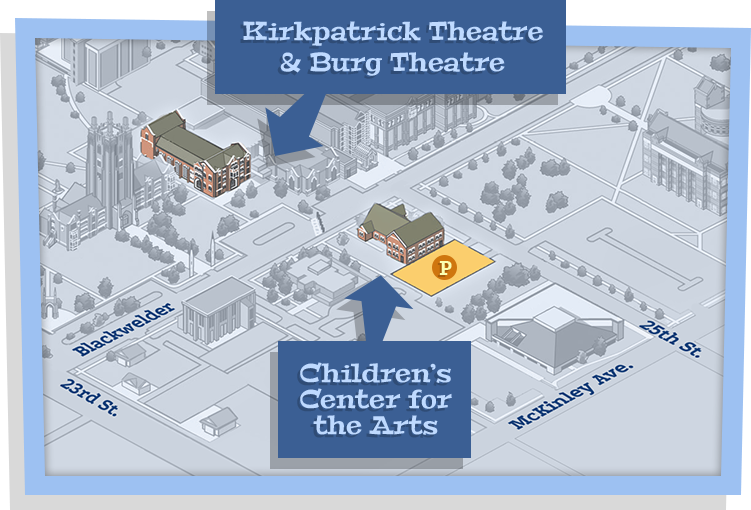 Kirkpatrick Theatre
& Burg Theatre
P
Blackwelder
25th St.
23rd St.
McKinley Ave.
Children's
Center for
the Arts